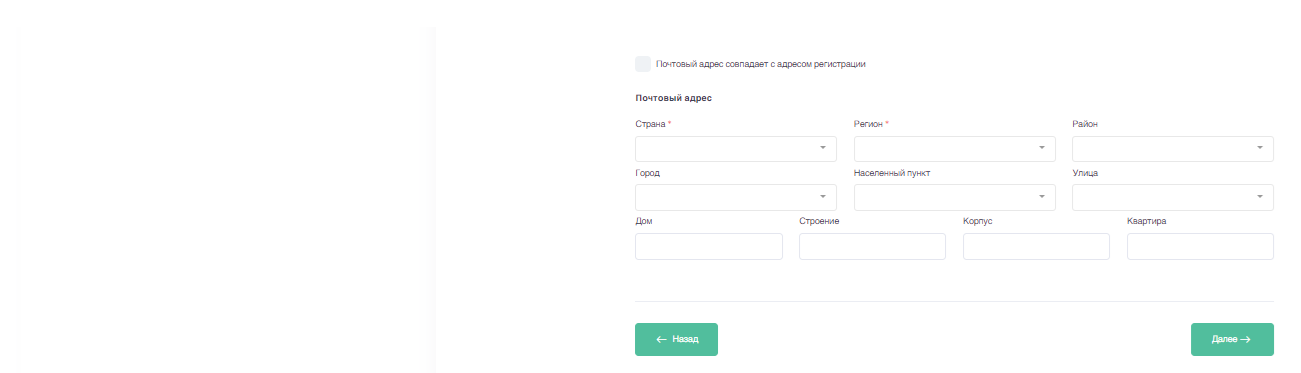 Почтовый адрес совпадает с адресом регистрации
Почтовый адрес
Страна * Регион * Район
Город Населенный пункт Улица
Дом Строение Корпус Квартира
← Назад Далее →